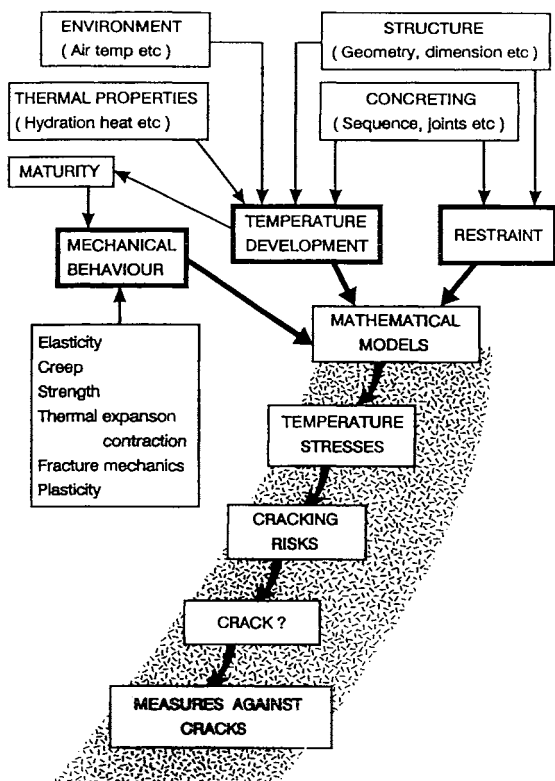 ENVIRONMENT
( Air temp etc )
STRUCTURE
( Geometry, dimension etc )
THERMAL PROPERTIES
( Hydration heat etc )
CONCRETING
( Sequence, joints etc )
MATURITY
TEMPERATURE
DEVELOPMENT
RESTRAINT
MECHANICAL
BEHAVIOUR
MATHEMATICAL
MODELS
Elasticity
Creep
Strength
Thermal expanson
contraction
Fracture mechanics
Plasticity
TEMPERATURE
STRESSES
CRACKING
RISKS
CRACK ?
MEASURES AGAINST
CRACKS